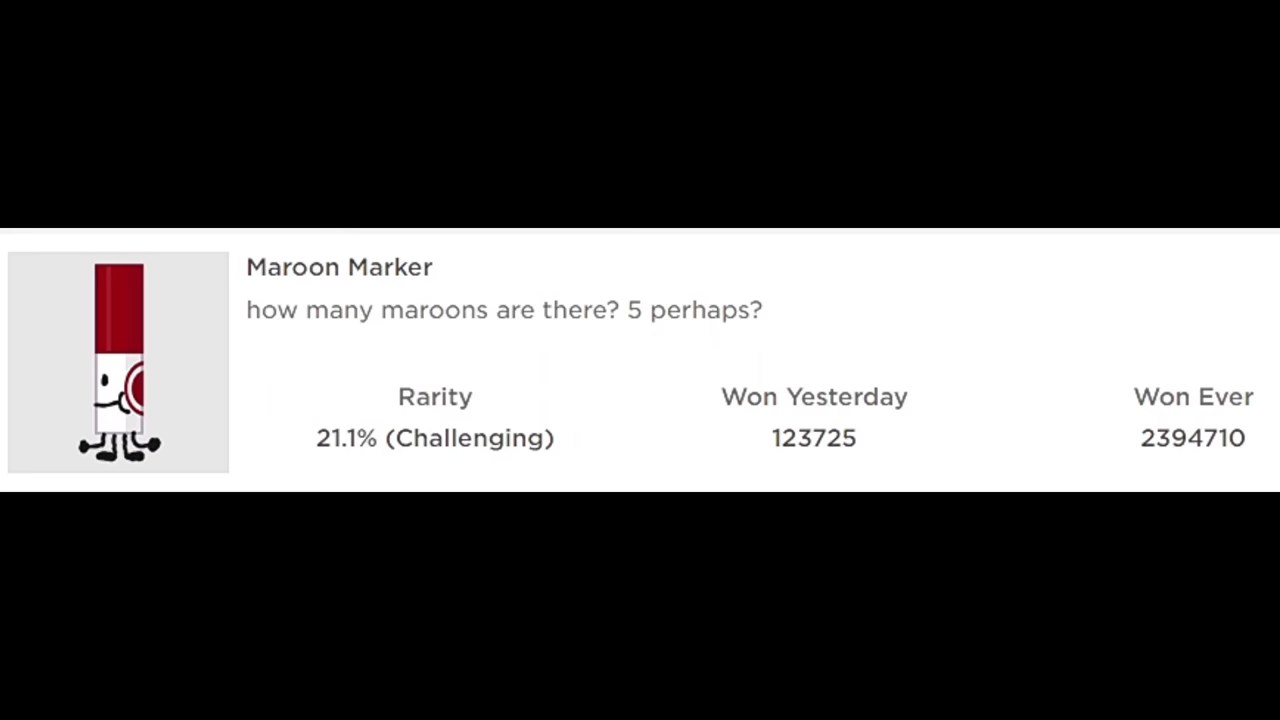 Maroon Marker
how many maroons are there? 5 perhaps?
Rarity Won Yesterday Won Ever
21.1% (Challenging) 123725 2394710